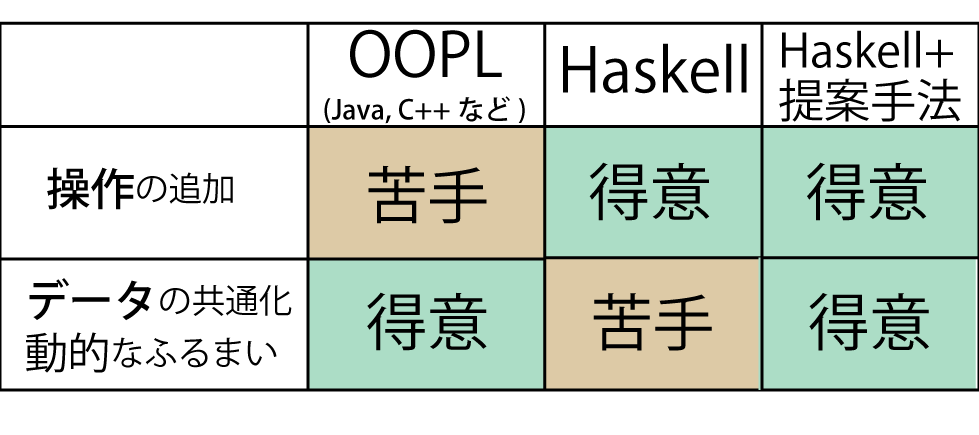 OOPL
(Java, C++ など )
Haskell
Haskell+
提案手法
操作の追加
苦手
得意
得意
データの共通化
動的なふるまい
得意
苦手
得意